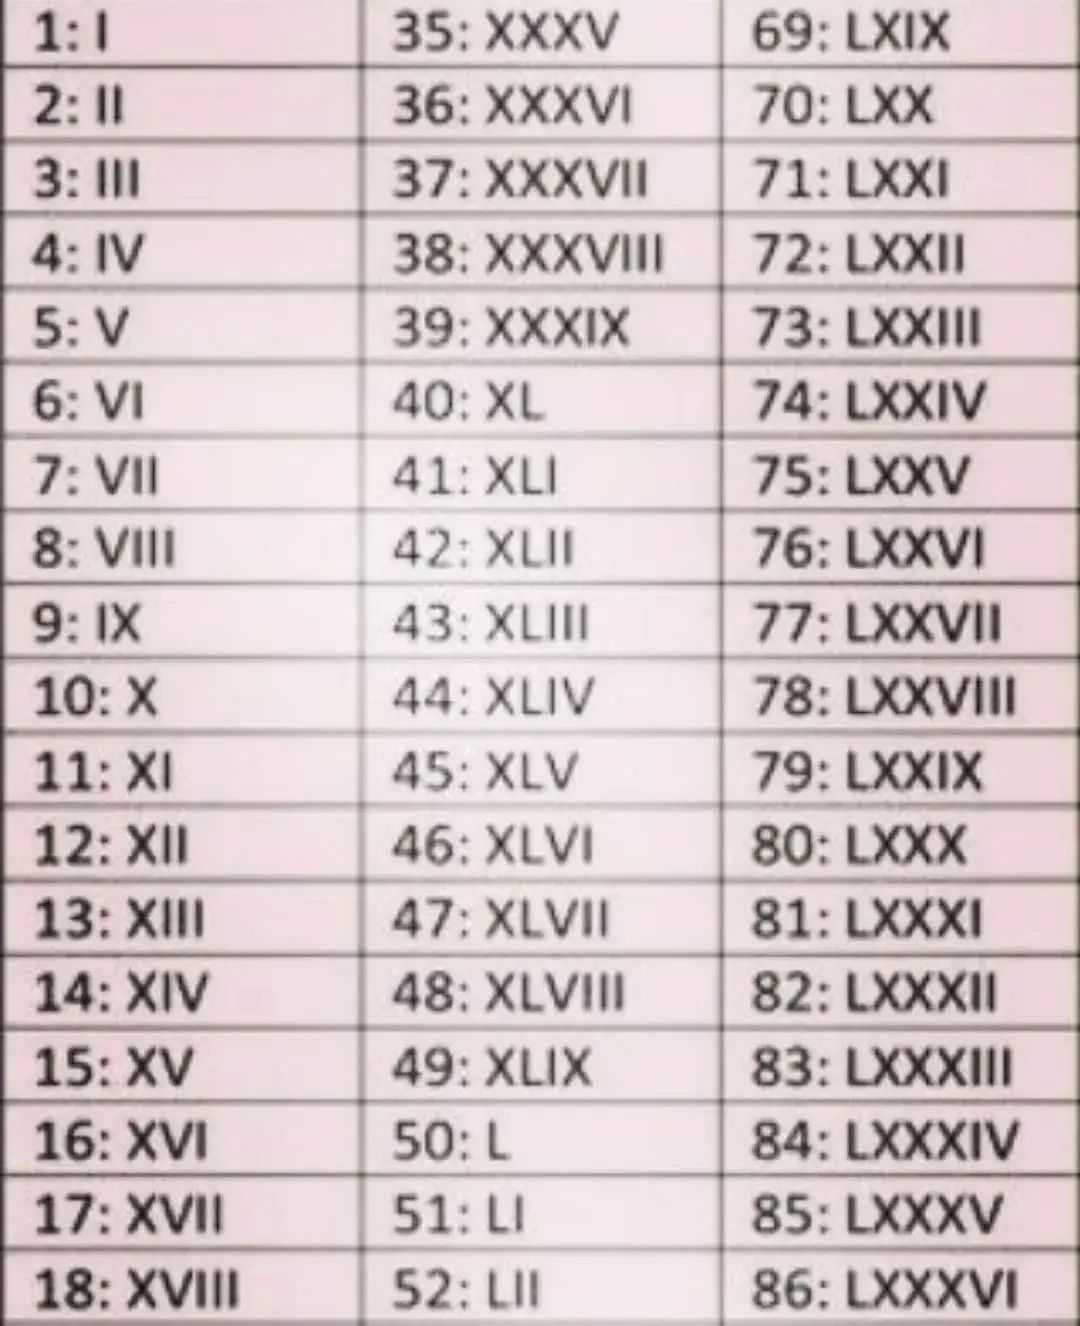 1: I 35: XXXV 69: LXIX
2: II 36: XXXVI 70: LXX
3: III 37: XXXVII 71: LXXI
4: IV 38: XXXVIII 72: LXXII
5: V 39: XXXIX 73: LXXIII
6: VI 40: XL 74: LXXIV
7: VII 41: XLI 75: LXXV
8: VIII 42: XLII 76: LXXVI
9: IX 43: XLIII 77: LXXVII
10: X 44: XLIV 78: LXXVIII
11: XI 45: XLV 79: LXXIX
12: XII 46: XLVI 80: LXXX
13: XIII 47: XLVII 81: LXXXI
14: XIV 48: XLVIII 82: LXXXII
15: XV 49: XLIX 83: LXXXIII
16: XVI 50: L 84: LXXXIV
17: XVII 51: LI 85: LXXXV
18: XVIII 52: LII 86: LXXXVI